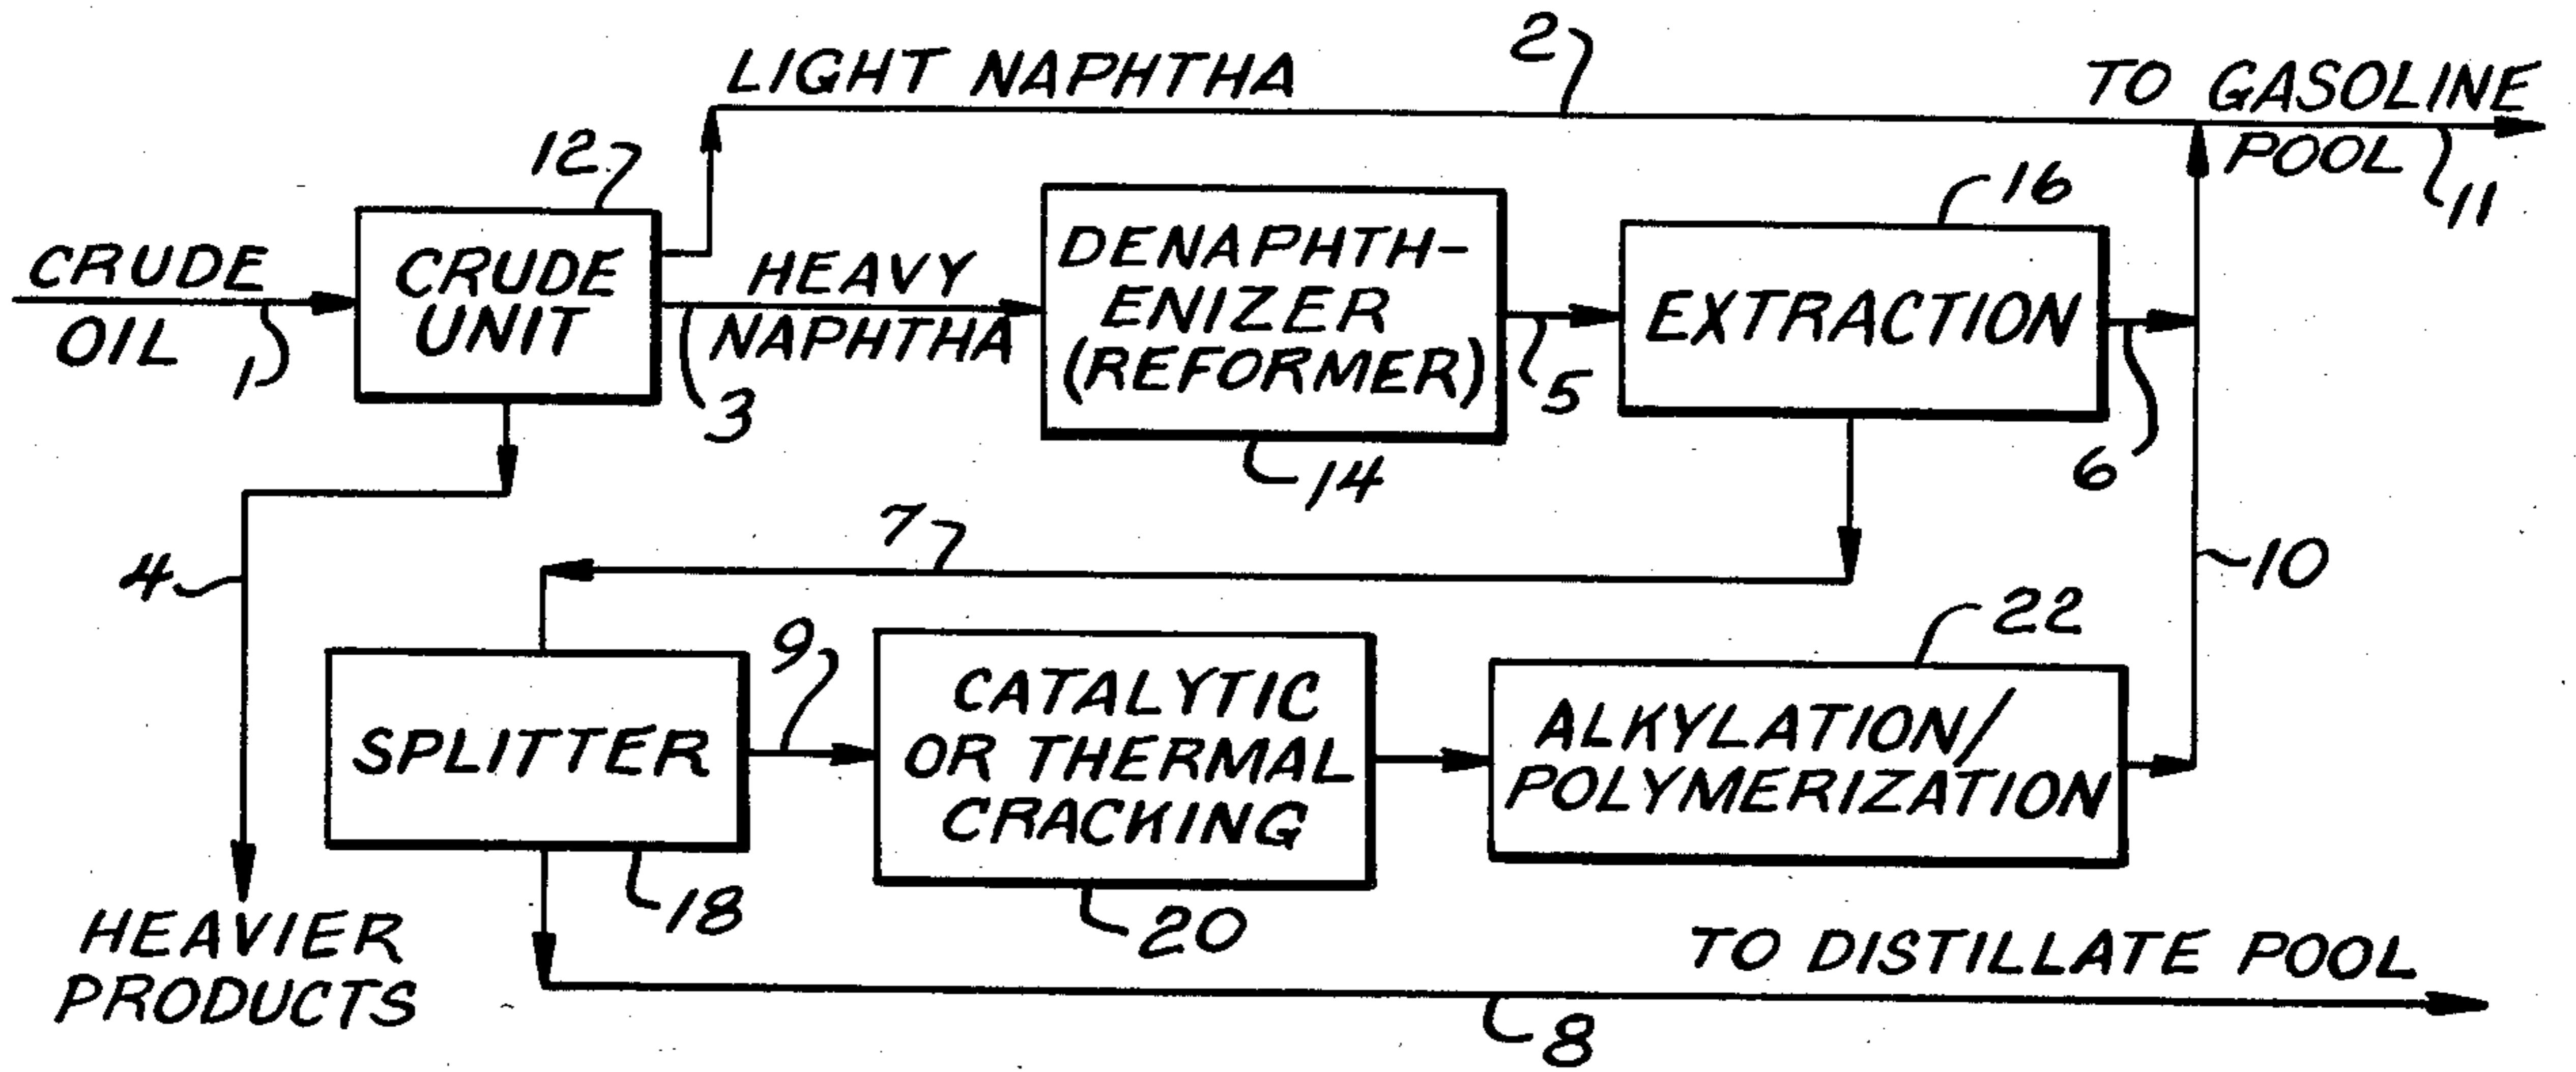 2
LIGHT NAPHTHA
TO GASOLINE
POOL
11
12
16
CRUDE
OIL
1
CRUDE
UNIT
HEAVY
NAPHTHA
3
DENAPHTH-
ENIZER
(REFORMER)
5
EXTRACTION
6
14
7
4
10
22
9
SPLITTER
CATALYTIC
OR THERMAL
CRACKING
ALKYLATION/
POLYMERIZATION
18
20
HEAVIER
PRODUCTS
TO DISTILLATE POOL
8